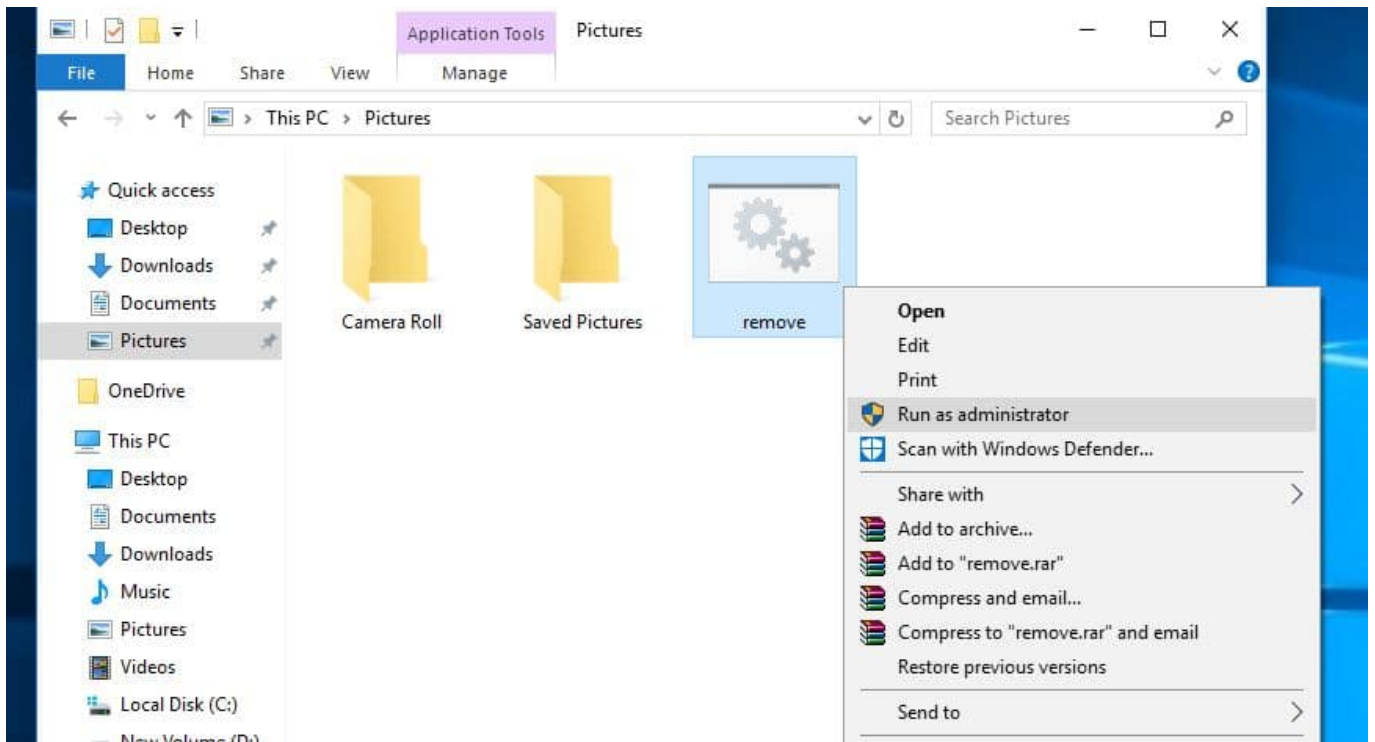 Application Tools
Pictures
File
Home
Share
View
Manage
This PC
Pictures
Search Pictures
Quick access
Desktop
Downloads
Documents
Pictures
OneDrive
This PC
Desktop
Documents
Downloads
Music
Pictures
Videos
Local Disk (C:)
New Volume (D:)
Camera Roll
Saved Pictures
remove
Open
Edit
Print
Run as administrator
Scan with Windows Defender...
Share with
Add to archive...
Add to "remove.rar"
Compress and email...
Compress to "remove.rar" and email
Restore previous versions
Send to